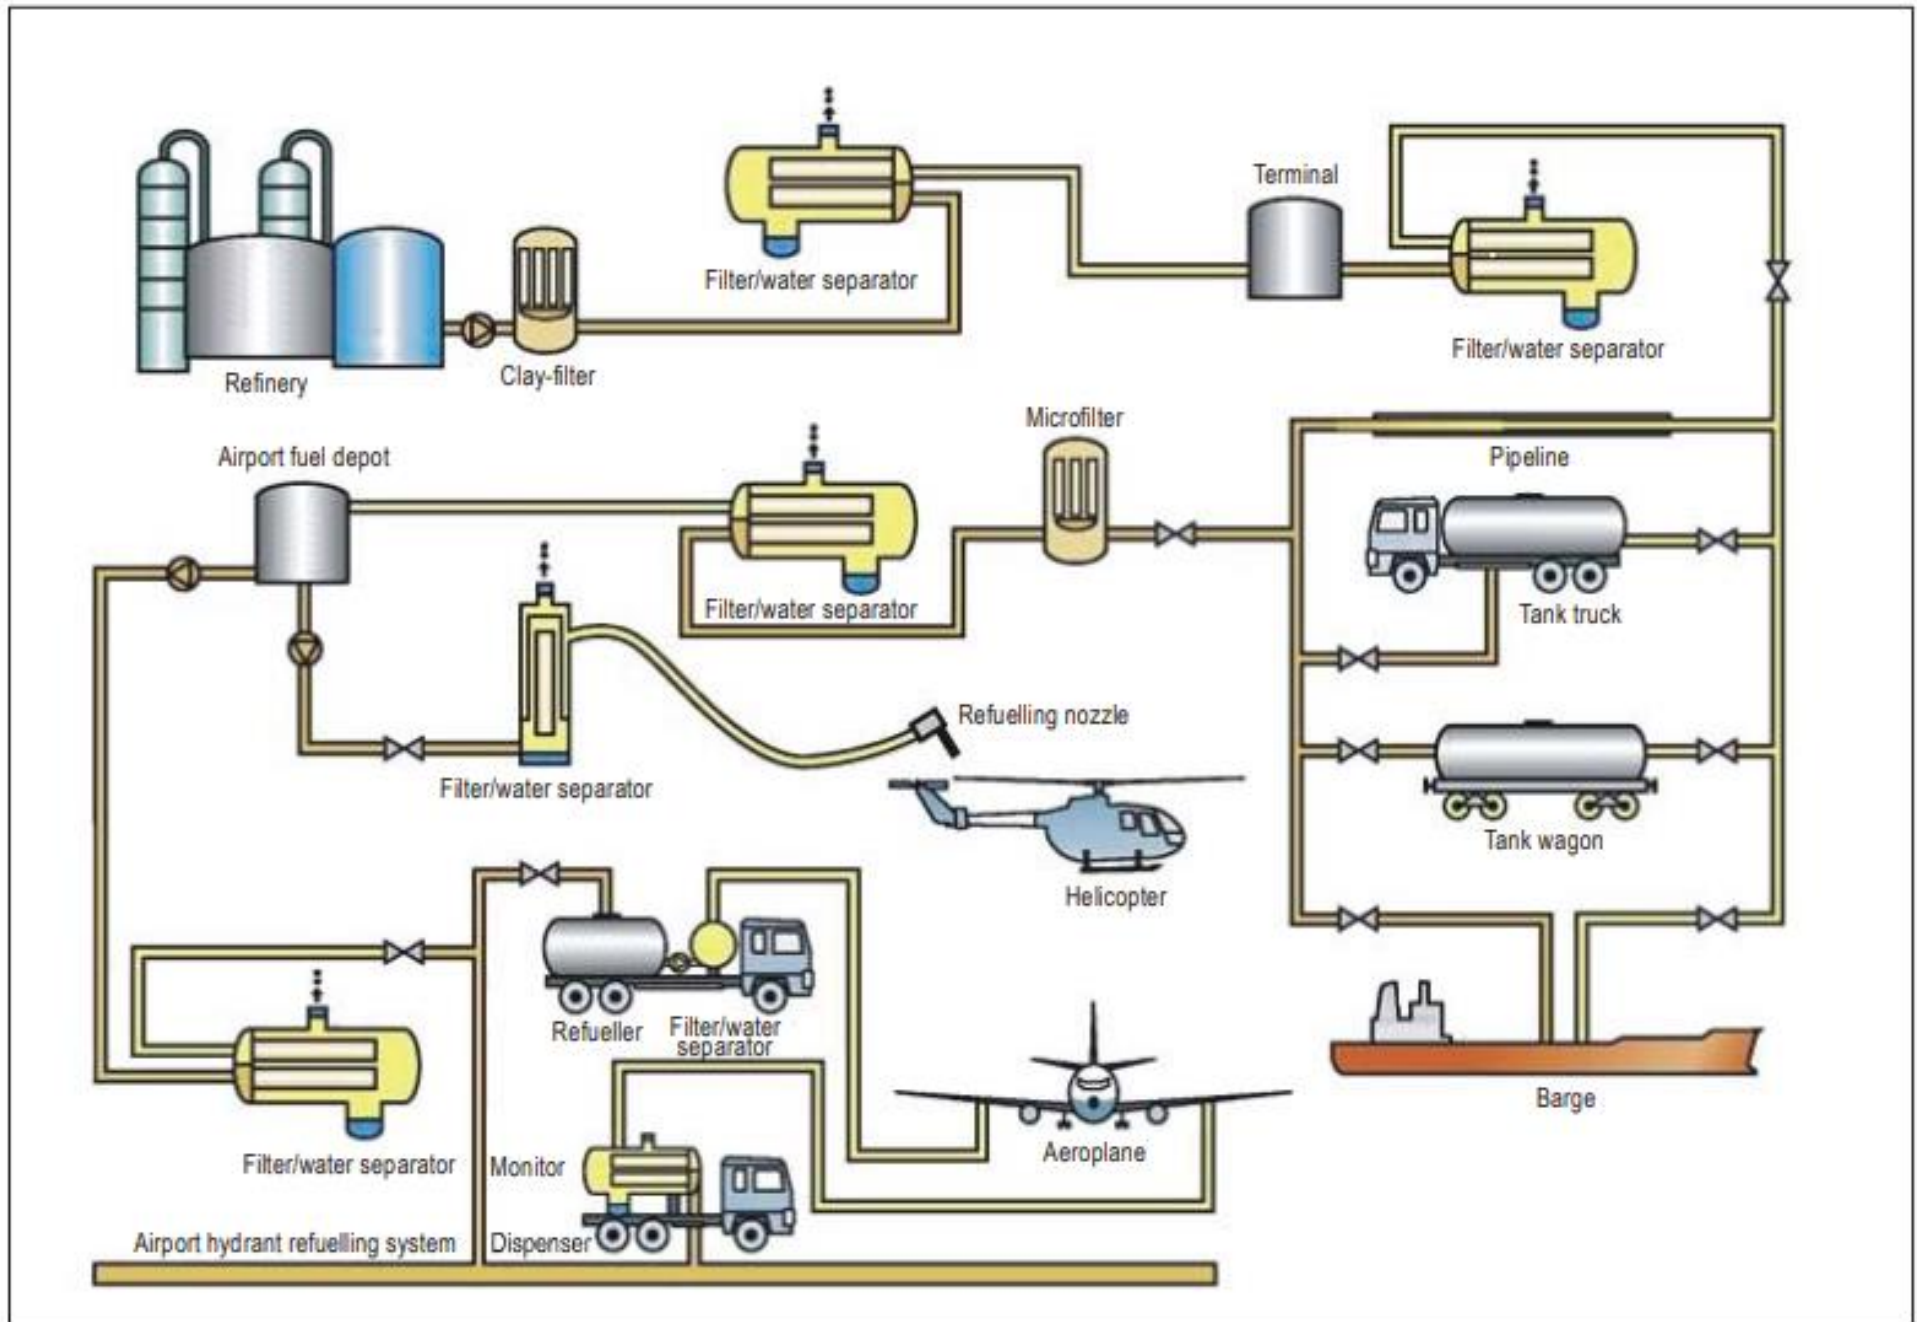 Terminal
Filter/water separator
Filter/water separator
Clay-filter
Refinery
Microfilter
Airport fuel depot
Pipeline
Filter/water separator
Tank truck
Refuelling nozzle
Filter/water separator
Tank wagon
Helicopter
Refueller
Filter/water
separator
Barge
Aeroplane
Filter/water separator
Monitor
Airport hydrant refuelling system
Dispenser